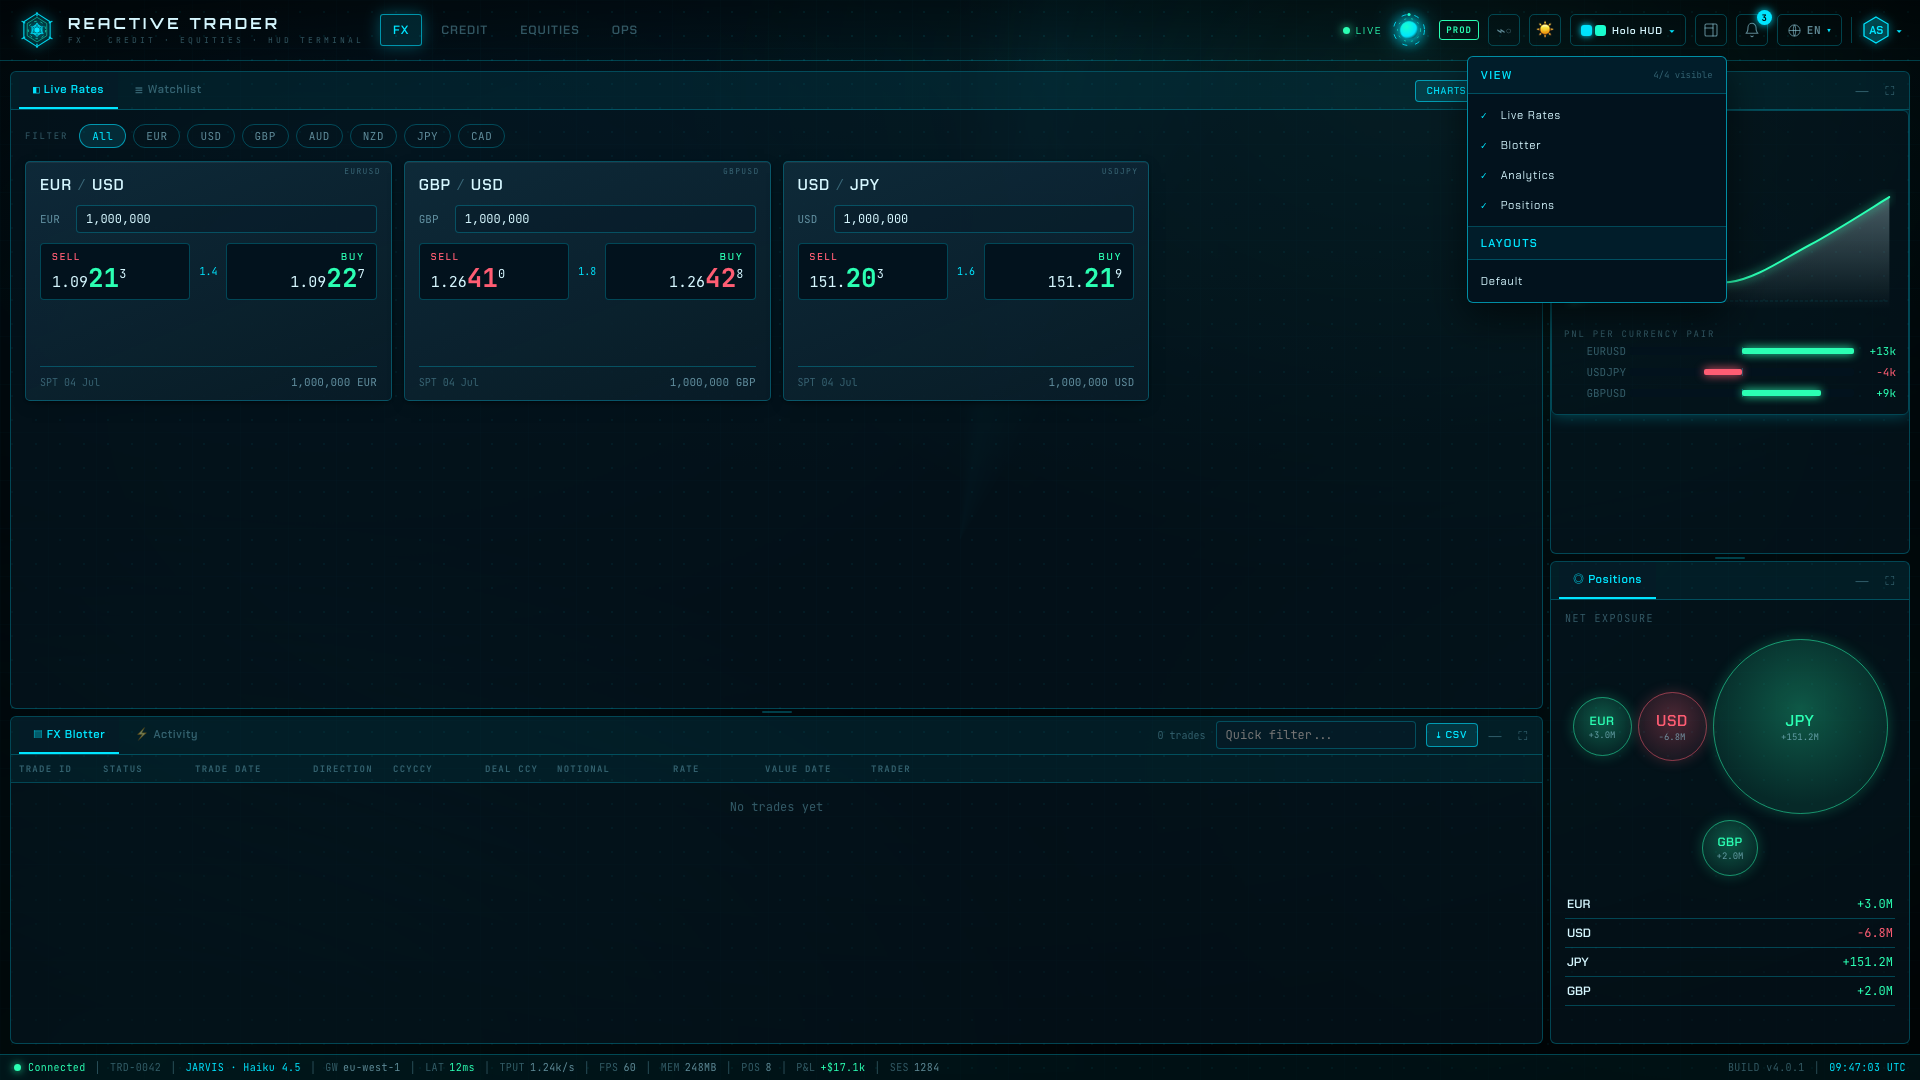 REACTIVE TRADER
FX · CREDIT · EQUITIES · HUD TERMINAL
FX
CREDIT
EQUITIES
OPS
LIVE
PROD
Holo HUD
3
EN
AS
Live Rates
Watchlist
CHARTS
FILTER
All
EUR
USD
GBP
AUD
NZD
JPY
CAD
EURUSD
EUR / USD
EUR
1,000,000
SELL
1.09213
1.4
BUY
1.09227
SPT 04 Jul
1,000,000 EUR
GBPUSD
GBP / USD
GBP
1,000,000
SELL
1.26410
1.8
BUY
1.26428
SPT 04 Jul
1,000,000 GBP
USDJPY
USD / JPY
USD
1,000,000
SELL
151.203
1.6
BUY
151.219
SPT 04 Jul
1,000,000 USD
VIEW
4/4 visible
✓ Live Rates
✓ Blotter
✓ Analytics
✓ Positions
LAYOUTS
Default
PNL PER CURRENCY PAIR
EURUSD +13k
USDJPY -4k
GBPUSD +9k
Positions
NET EXPOSURE
EUR
+3.0M
USD
-6.8M
JPY
+151.2M
GBP
+2.0M
EUR +3.0M
USD -6.8M
JPY +151.2M
GBP +2.0M
FX Blotter
Activity
0 trades
Quick filter...
↓ CSV
TRADE ID STATUS TRADE DATE DIRECTION CCYCCY DEAL CCY NOTIONAL RATE VALUE DATE TRADER
No trades yet
Connected | TRD-0042 | JARVIS · Haiku 4.5 | GW eu-west-1 | LAT 12ms | TPUT 1.24k/s | FPS 60 | MEM 248MB | POS 8 | P&L +$17.1k | SES 1284
BUILD v4.0.1 | 09:47:03 UTC